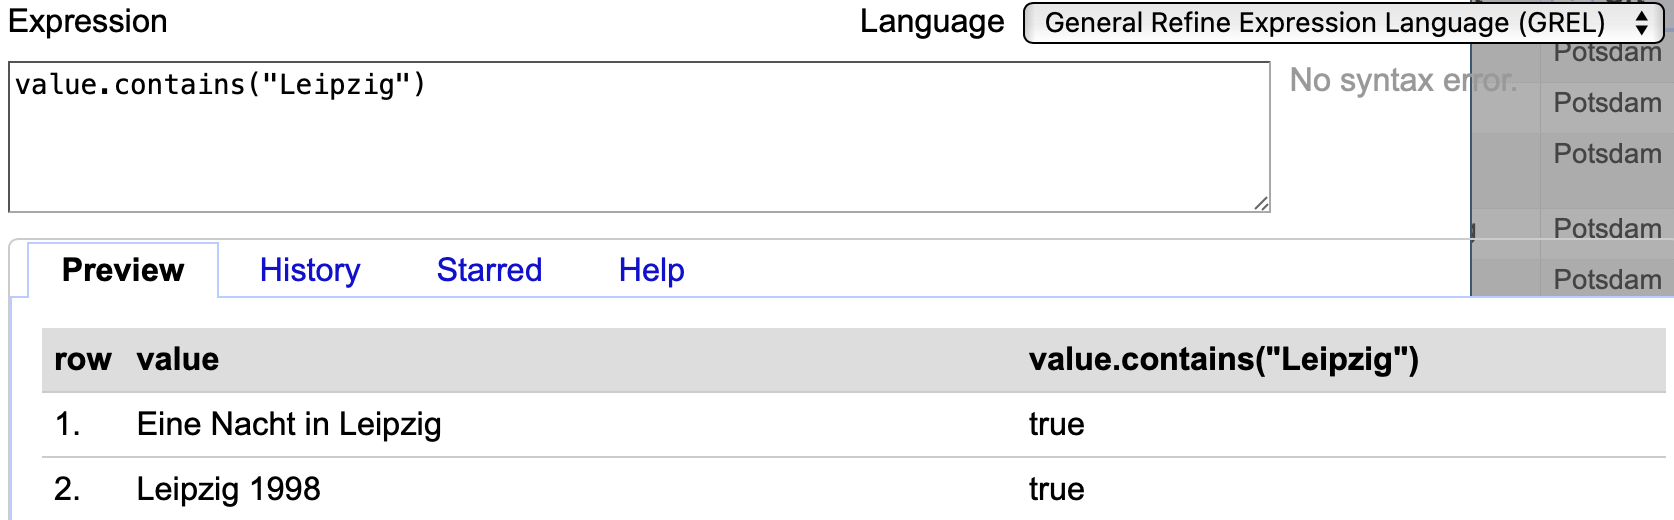 Expression Language General Refine Expression Language (GREL)
value.contains("Leipzig") No syntax error.
Potsdam
Potsdam
Potsdam
Potsdam
Potsdam
Preview History Starred Help
row value value.contains("Leipzig")
1. Eine Nacht in Leipzig true
2. Leipzig 1998 true